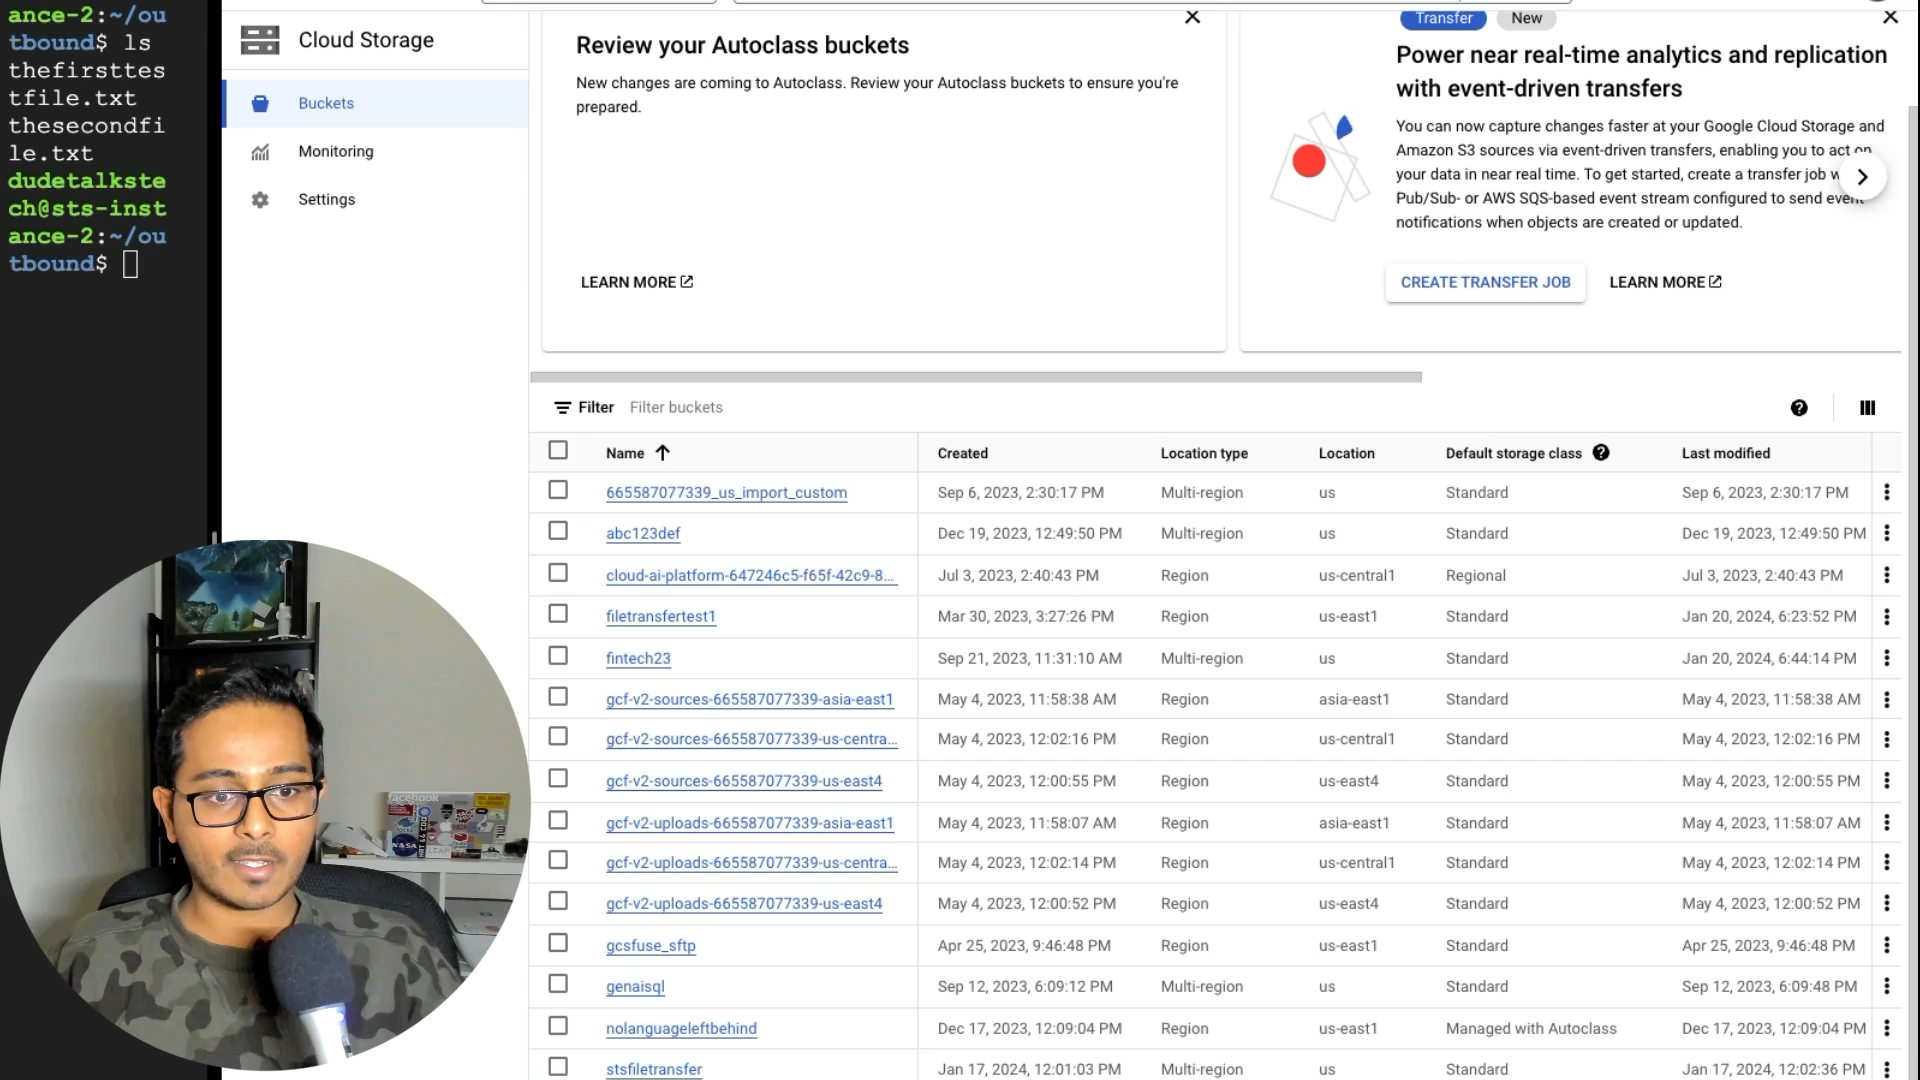 ance-2:~/ou
tbound$ ls
thefirsttes
tfile.txt
thesecondfi
le.txt
dudetalkste
ch@sts-inst
ance-2:~/ou
tbound$
Cloud Storage
Buckets
Monitoring
Settings
Review your Autoclass buckets
New changes are coming to Autoclass. Review your Autoclass buckets to ensure you're
prepared.
LEARN MORE
Transfer New
Power near real-time analytics and replication
with event-driven transfers
You can now capture changes faster at your Google Cloud Storage and
Amazon S3 sources via event-driven transfers, enabling you to act on
your data in near real time. To get started, create a transfer job w
Pub/Sub- or AWS SQS-based event stream configured to send event
notifications when objects are created or updated.
CREATE TRANSFER JOB LEARN MORE
Filter Filter buckets
Name Created Location type Location Default storage class Last modified
665587077339_us_import_custom Sep 6, 2023, 2:30:17 PM Multi-region us Standard Sep 6, 2023, 2:30:17 PM
abc123def Dec 19, 2023, 12:49:50 PM Multi-region us Standard Dec 19, 2023, 12:49:50 PM
cloud-ai-platform-647246c5-f65f-42c9-8... Jul 3, 2023, 2:40:43 PM Region us-central1 Regional Jul 3, 2023, 2:40:43 PM
filetransfertest1 Mar 30, 2023, 3:27:26 PM Region us-east1 Standard Jan 20, 2024, 6:23:52 PM
fintech23 Sep 21, 2023, 11:31:10 AM Multi-region us Standard Jan 20, 2024, 6:44:14 PM
gcf-v2-sources-665587077339-asia-east1 May 4, 2023, 11:58:38 AM Region asia-east1 Standard May 4, 2023, 11:58:38 AM
gcf-v2-sources-665587077339-us-centra... May 4, 2023, 12:02:16 PM Region us-central1 Standard May 4, 2023, 12:02:16 PM
gcf-v2-sources-665587077339-us-east4 May 4, 2023, 12:00:55 PM Region us-east4 Standard May 4, 2023, 12:00:55 PM
gcf-v2-uploads-665587077339-asia-east1 May 4, 2023, 11:58:07 AM Region asia-east1 Standard May 4, 2023, 11:58:07 AM
gcf-v2-uploads-665587077339-us-centra... May 4, 2023, 12:02:14 PM Region us-central1 Standard May 4, 2023, 12:02:14 PM
gcf-v2-uploads-665587077339-us-east4 May 4, 2023, 12:00:52 PM Region us-east4 Standard May 4, 2023, 12:00:52 PM
gcsfuse_sftp Apr 25, 2023, 9:46:48 PM Region us-east1 Standard Apr 25, 2023, 9:46:48 PM
genaisql Sep 12, 2023, 6:09:12 PM Multi-region us Standard Sep 12, 2023, 6:09:48 PM
nolanguageleftbehind Dec 17, 2023, 12:09:04 PM Region us-east1 Managed with Autoclass Dec 17, 2023, 12:09:04 PM
stsfiletransfer Jan 17, 2024, 12:01:03 PM Multi-region us Standard Jan 17, 2024, 12:02:36 PM
facebook
NASA